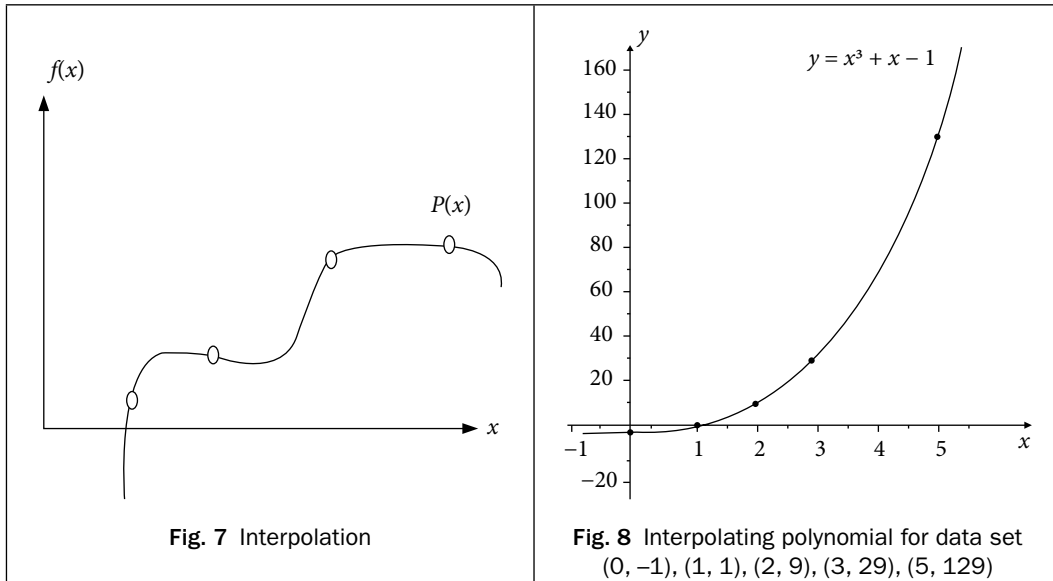 f(x)
P(x)
x
Fig. 7 Interpolation
y
y = x³ + x − 1
160
140
130
100
80
60
40
20
−1
1
2
3
4
5
x
−20
Fig. 8 Interpolating polynomial for data set
(0, −1), (1, 1), (2, 9), (3, 29), (5, 129)